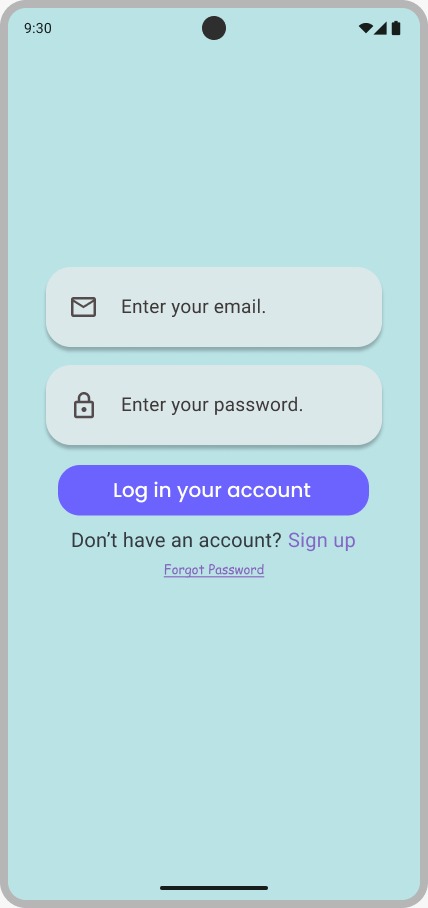 9:30
Enter your email.
Enter your password.
Log in your account
Don’t have an account? Sign up
Forgot Password